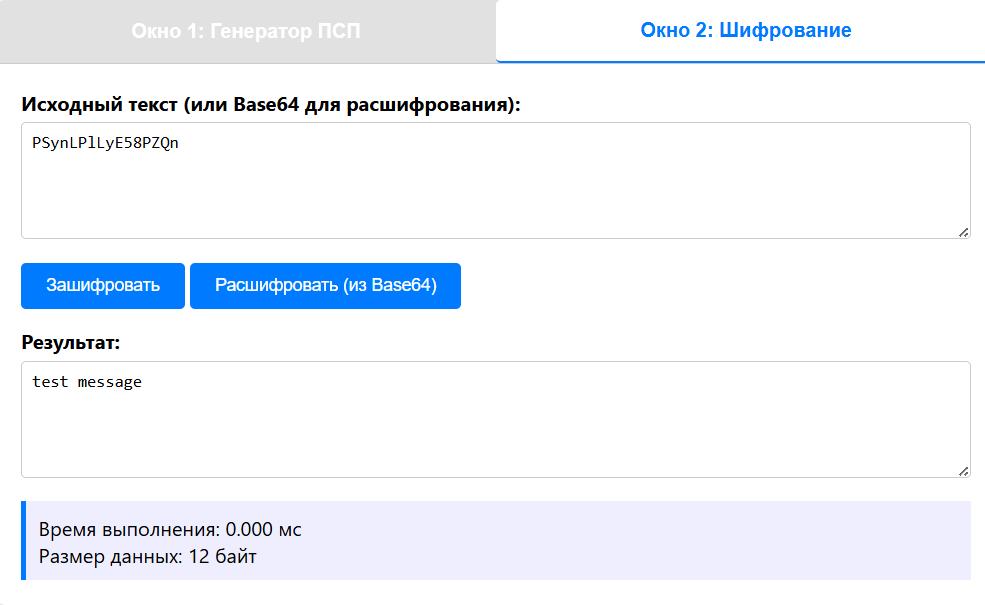 Окно 1: Генератор ПСП
Окно 2: Шифрование
Исходный текст (или Base64 для расшифрования):
PSynLPlLyE58PZQn
Зашифровать
Расшифровать (из Base64)
Результат:
test message
Время выполнения: 0.000 мс
Размер данных: 12 байт